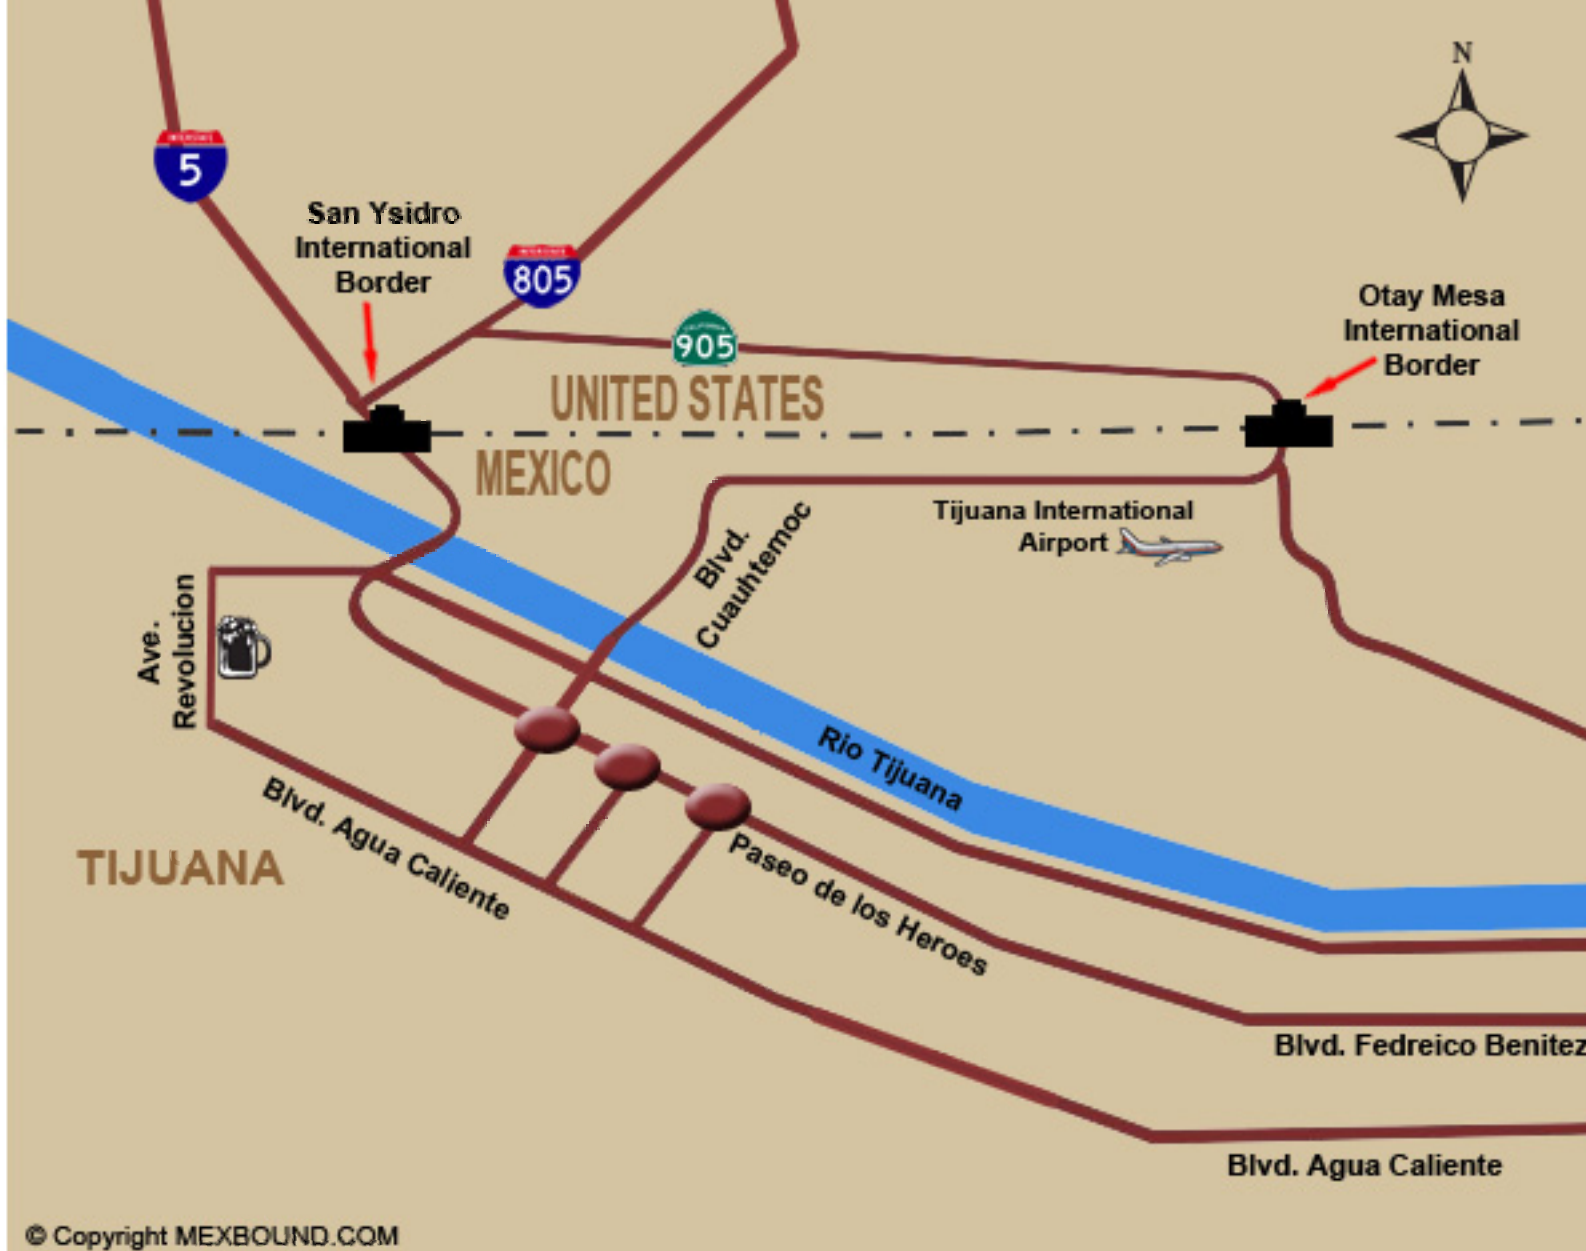 N
5
San Ysidro
International
Border
805
Otay Mesa
International
Border
905
UNITED STATES
MEXICO
Tijuana International
Airport
Blvd.
Cuauhtemoc
Ave.
Revolucion
Rio Tijuana
Blvd. Agua Caliente
Paseo de los Heroes
TIJUANA
Blvd. Fedreico Benitez
Blvd. Agua Caliente
© Copyright MEXBOUND.COM